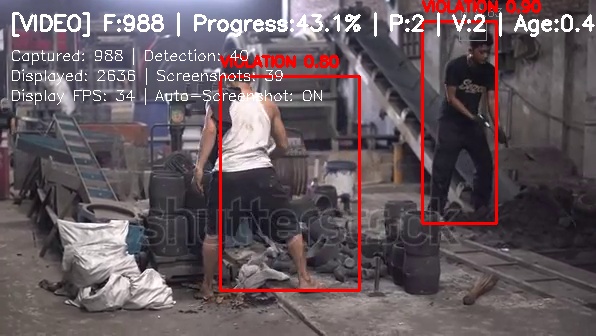 [VIDEO] F:988 | Progress:43.1% | P:2 | V:2 | Age:0.4
VIOLATION 0.90
Captured: 988 | Detection: 40
VIOLATION 0.80
Displayed: 2636 | Screenshots: 39
Display FPS: 34 | Auto-Screenshot: ON
shutterstock